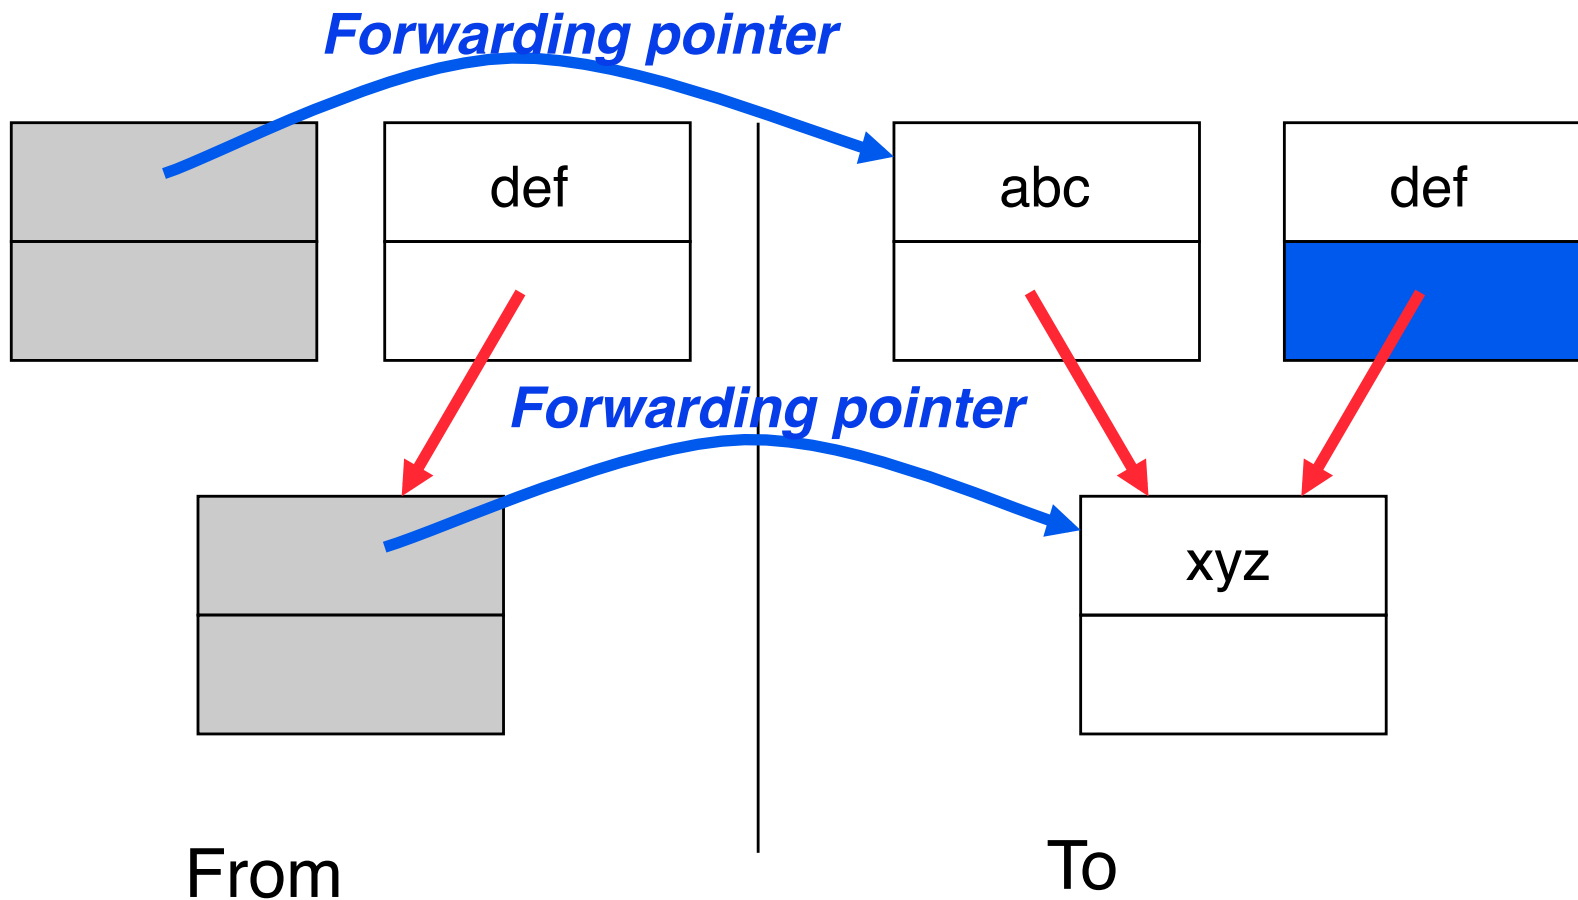 Forwarding pointer
def
abc
def
Forwarding pointer
xyz
From
To